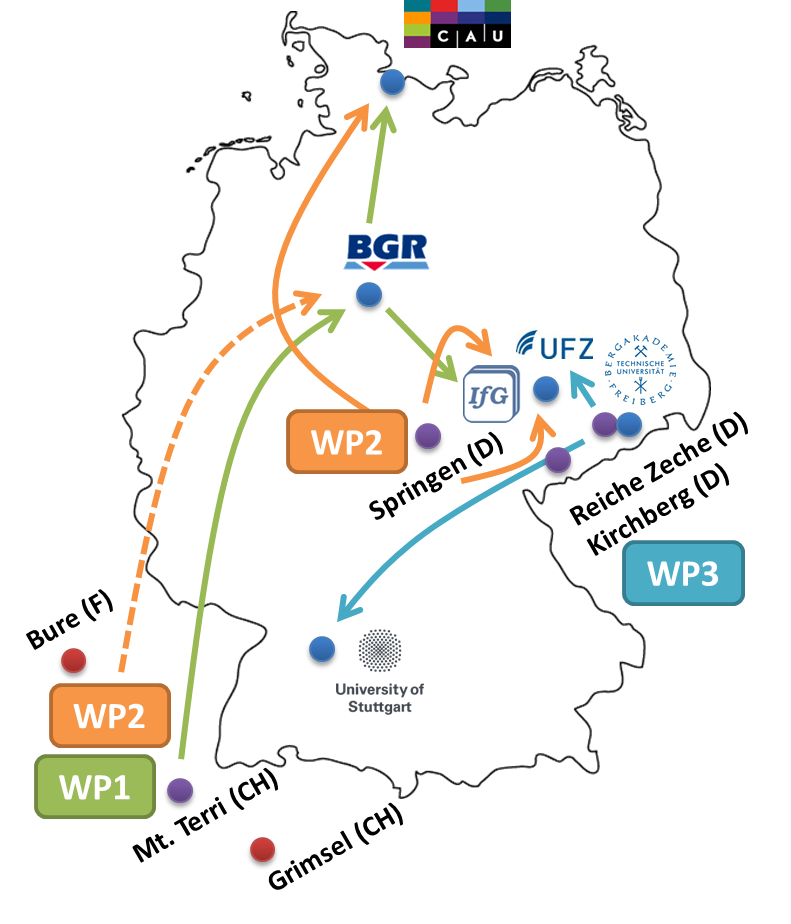 C|A|U
BGR
UFZ
BERGAKADEMIE
TECHNISCHE
UNIVERSITÄT
FREIBERG
IfG
WP2
Springen (D)
Reiche Zeche (D)
Kirchberg (D)
WP3
Bure (F)
University of
Stuttgart
WP2
WP1
Mt. Terri (CH)
Grimsel (CH)